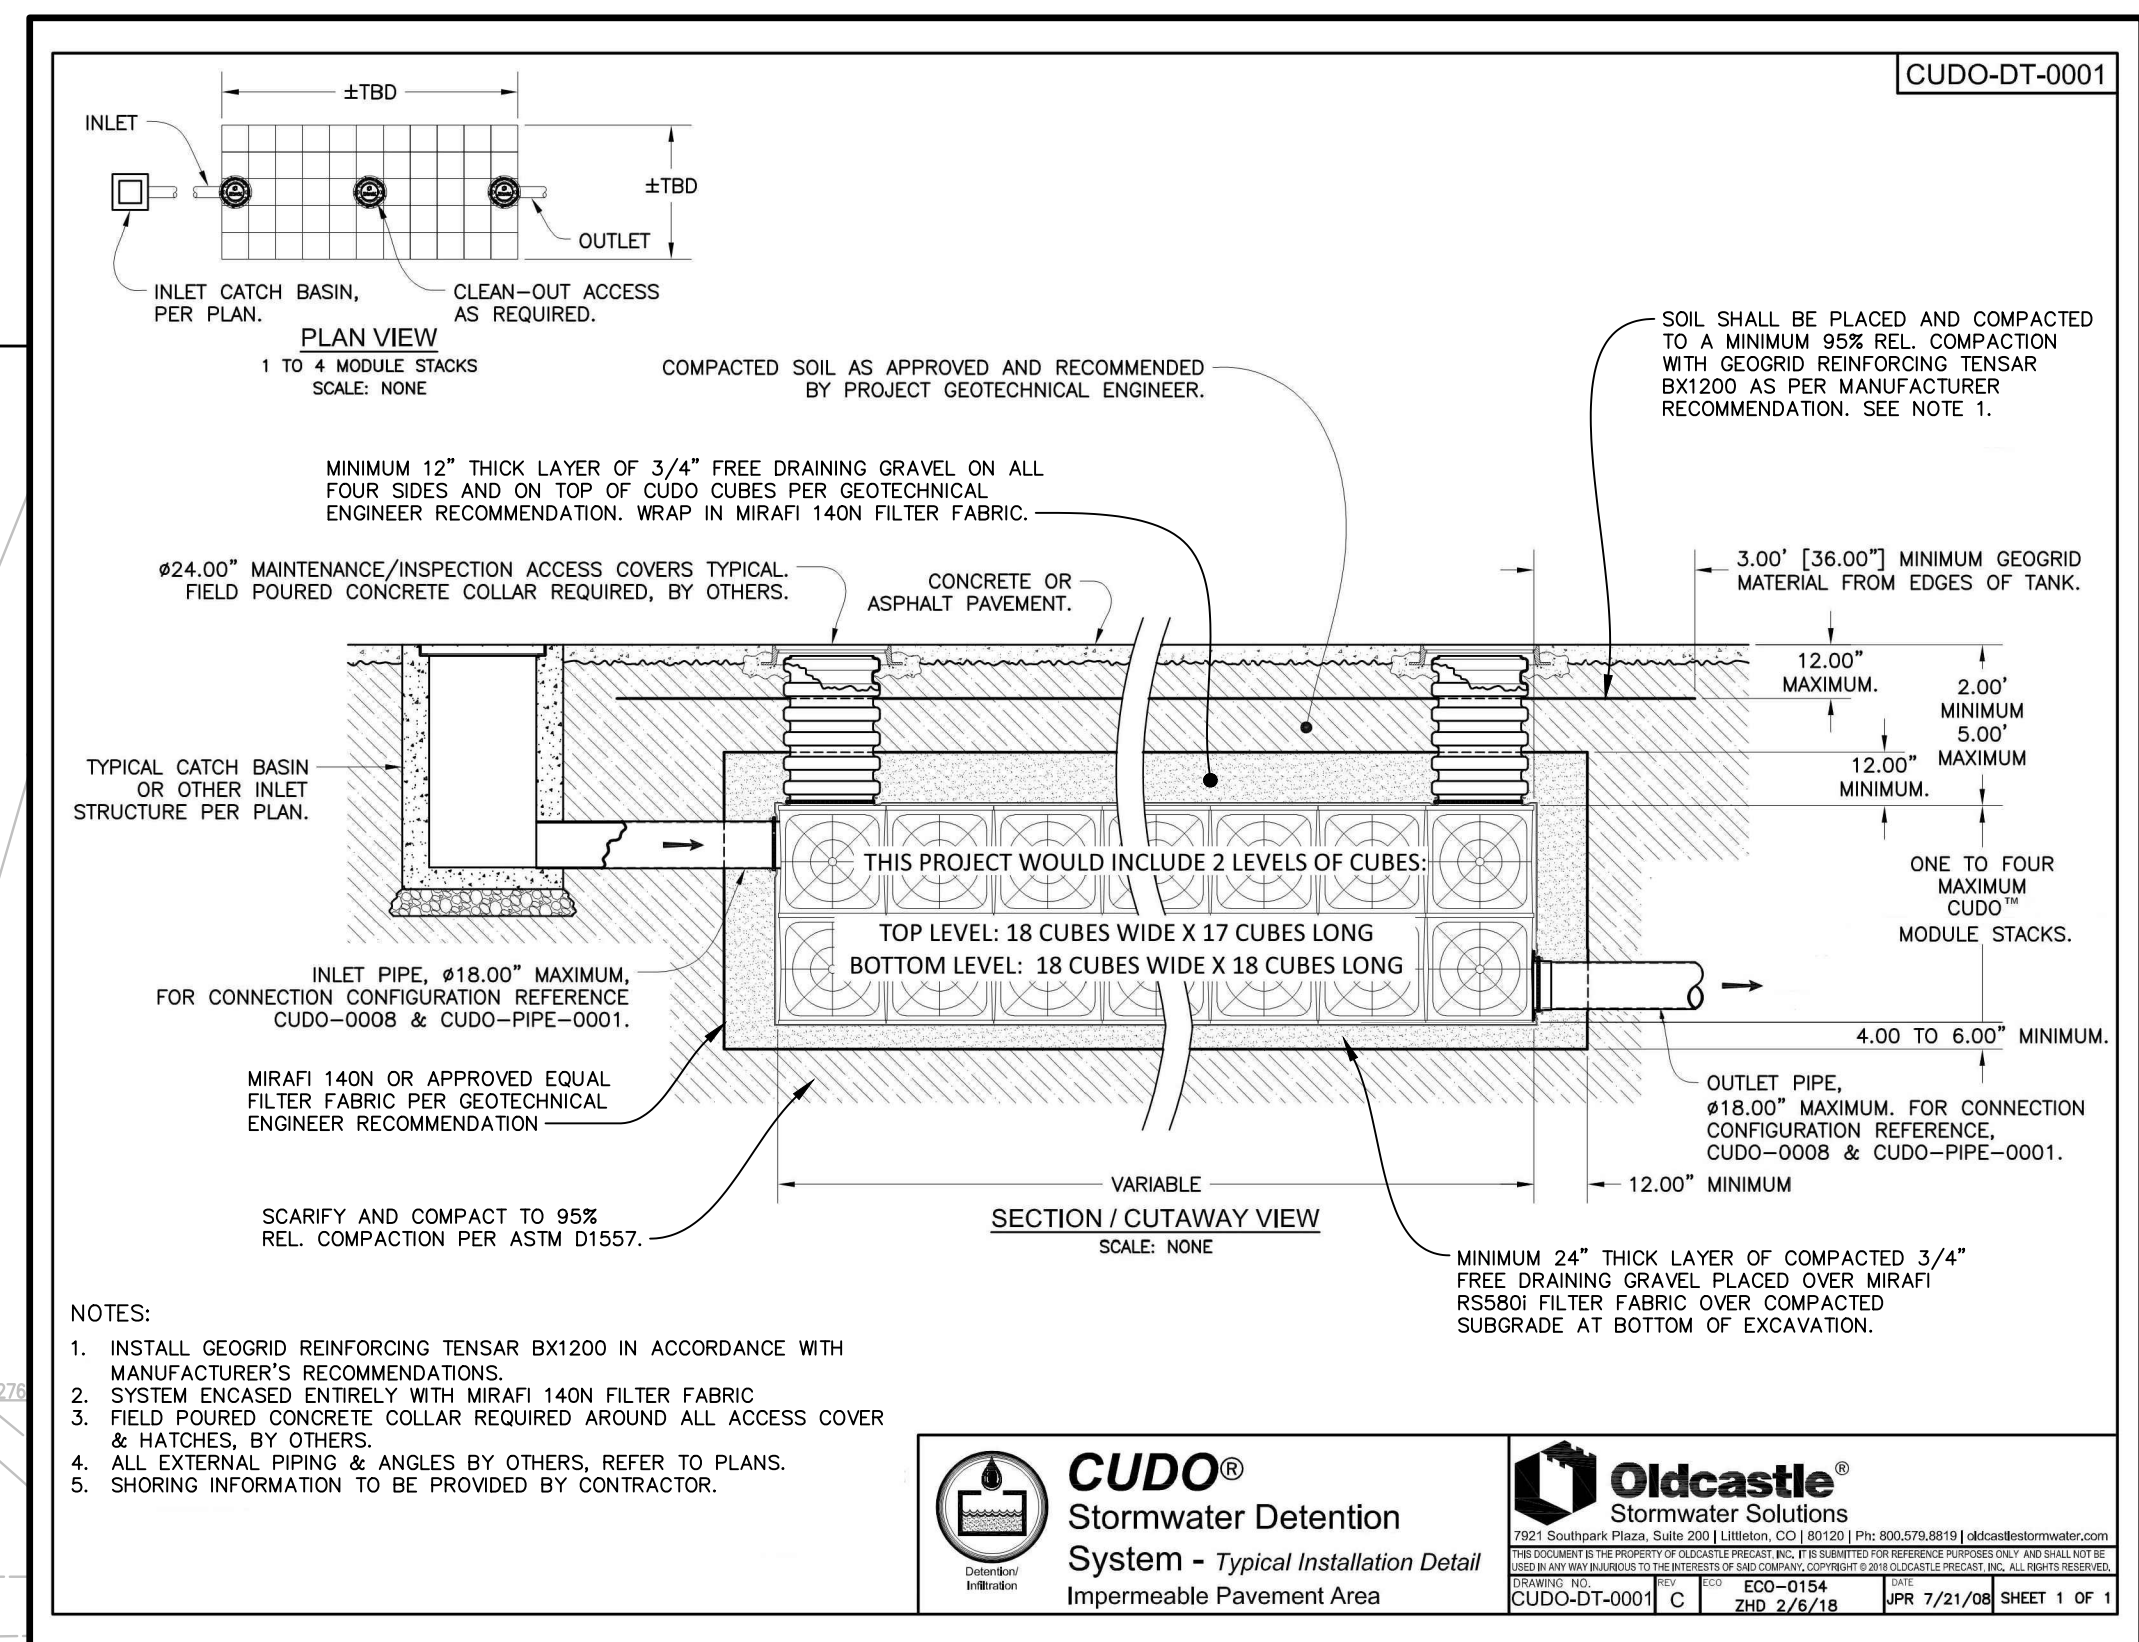 CUDO-DT-0001
±TBD
INLET
±TBD
OUTLET
INLET CATCH BASIN,
PER PLAN.
CLEAN-OUT ACCESS
AS REQUIRED.
PLAN VIEW
1 TO 4 MODULE STACKS
SCALE: NONE
SOIL SHALL BE PLACED AND COMPACTED
TO A MINIMUM 95% REL. COMPACTION
WITH GEOGRID REINFORCING TENSAR
BX1200 AS PER MANUFACTURER
RECOMMENDATION. SEE NOTE 1.
COMPACTED SOIL AS APPROVED AND RECOMMENDED
BY PROJECT GEOTECHNICAL ENGINEER.
MINIMUM 12" THICK LAYER OF 3/4" FREE DRAINING GRAVEL ON ALL
FOUR SIDES AND ON TOP OF CUDO CUBES PER GEOTECHNICAL
ENGINEER RECOMMENDATION. WRAP IN MIRAFI 140N FILTER FABRIC.
ø24.00" MAINTENANCE/INSPECTION ACCESS COVERS TYPICAL.
FIELD POURED CONCRETE COLLAR REQUIRED, BY OTHERS.
CONCRETE OR
ASPHALT PAVEMENT.
3.00' [36.00"] MINIMUM GEOGRID
MATERIAL FROM EDGES OF TANK.
12.00"
MAXIMUM.
2.00'
MINIMUM
5.00'
MAXIMUM
12.00"
MINIMUM.
TYPICAL CATCH BASIN
OR OTHER INLET
STRUCTURE PER PLAN.
THIS PROJECT WOULD INCLUDE 2 LEVELS OF CUBES:
TOP LEVEL: 18 CUBES WIDE X 17 CUBES LONG
BOTTOM LEVEL: 18 CUBES WIDE X 18 CUBES LONG
ONE TO FOUR
MAXIMUM
CUDO™
MODULE STACKS.
INLET PIPE, ø18.00" MAXIMUM,
FOR CONNECTION CONFIGURATION REFERENCE
CUDO-0008 & CUDO-PIPE-0001.
4.00 TO 6.00" MINIMUM.
MIRAFI 140N OR APPROVED EQUAL
FILTER FABRIC PER GEOTECHNICAL
ENGINEER RECOMMENDATION
OUTLET PIPE,
ø18.00" MAXIMUM. FOR CONNECTION
CONFIGURATION REFERENCE,
CUDO-0008 & CUDO-PIPE-0001.
VARIABLE
12.00" MINIMUM
SCARIFY AND COMPACT TO 95%
REL. COMPACTION PER ASTM D1557.
SECTION / CUTAWAY VIEW
SCALE: NONE
MINIMUM 24" THICK LAYER OF COMPACTED 3/4"
FREE DRAINING GRAVEL PLACED OVER MIRAFI
RS580i FILTER FABRIC OVER COMPACTED
SUBGRADE AT BOTTOM OF EXCAVATION.
NOTES:
1. INSTALL GEOGRID REINFORCING TENSAR BX1200 IN ACCORDANCE WITH
MANUFACTURER'S RECOMMENDATIONS.
2. SYSTEM ENCASED ENTIRELY WITH MIRAFI 140N FILTER FABRIC
3. FIELD POURED CONCRETE COLLAR REQUIRED AROUND ALL ACCESS COVER
& HATCHES, BY OTHERS.
4. ALL EXTERNAL PIPING & ANGLES BY OTHERS, REFER TO PLANS.
5. SHORING INFORMATION TO BE PROVIDED BY CONTRACTOR.
276
Detention/
Infiltration
CUDO®
Stormwater Detention
System - Typical Installation Detail
Impermeable Pavement Area
Oldcastle®
Stormwater Solutions
7921 Southpark Plaza, Suite 200 | Littleton, CO | 80120 | Ph: 800.579.8819 | oldcastlestormwater.com
THIS DOCUMENT IS THE PROPERTY OF OLDCASTLE PRECAST, INC. IT IS SUBMITTED FOR REFERENCE PURPOSES ONLY AND SHALL NOT BE
USED IN ANY WAY INJURIOUS TO THE INTERESTS OF SAID COMPANY. COPYRIGHT © 2018 OLDCASTLE PRECAST, INC. ALL RIGHTS RESERVED.
DRAWING NO.
CUDO-DT-0001
REV
C
ECO
ECO-0154
ZHD 2/6/18
DATE
JPR 7/21/08
SHEET 1 OF 1